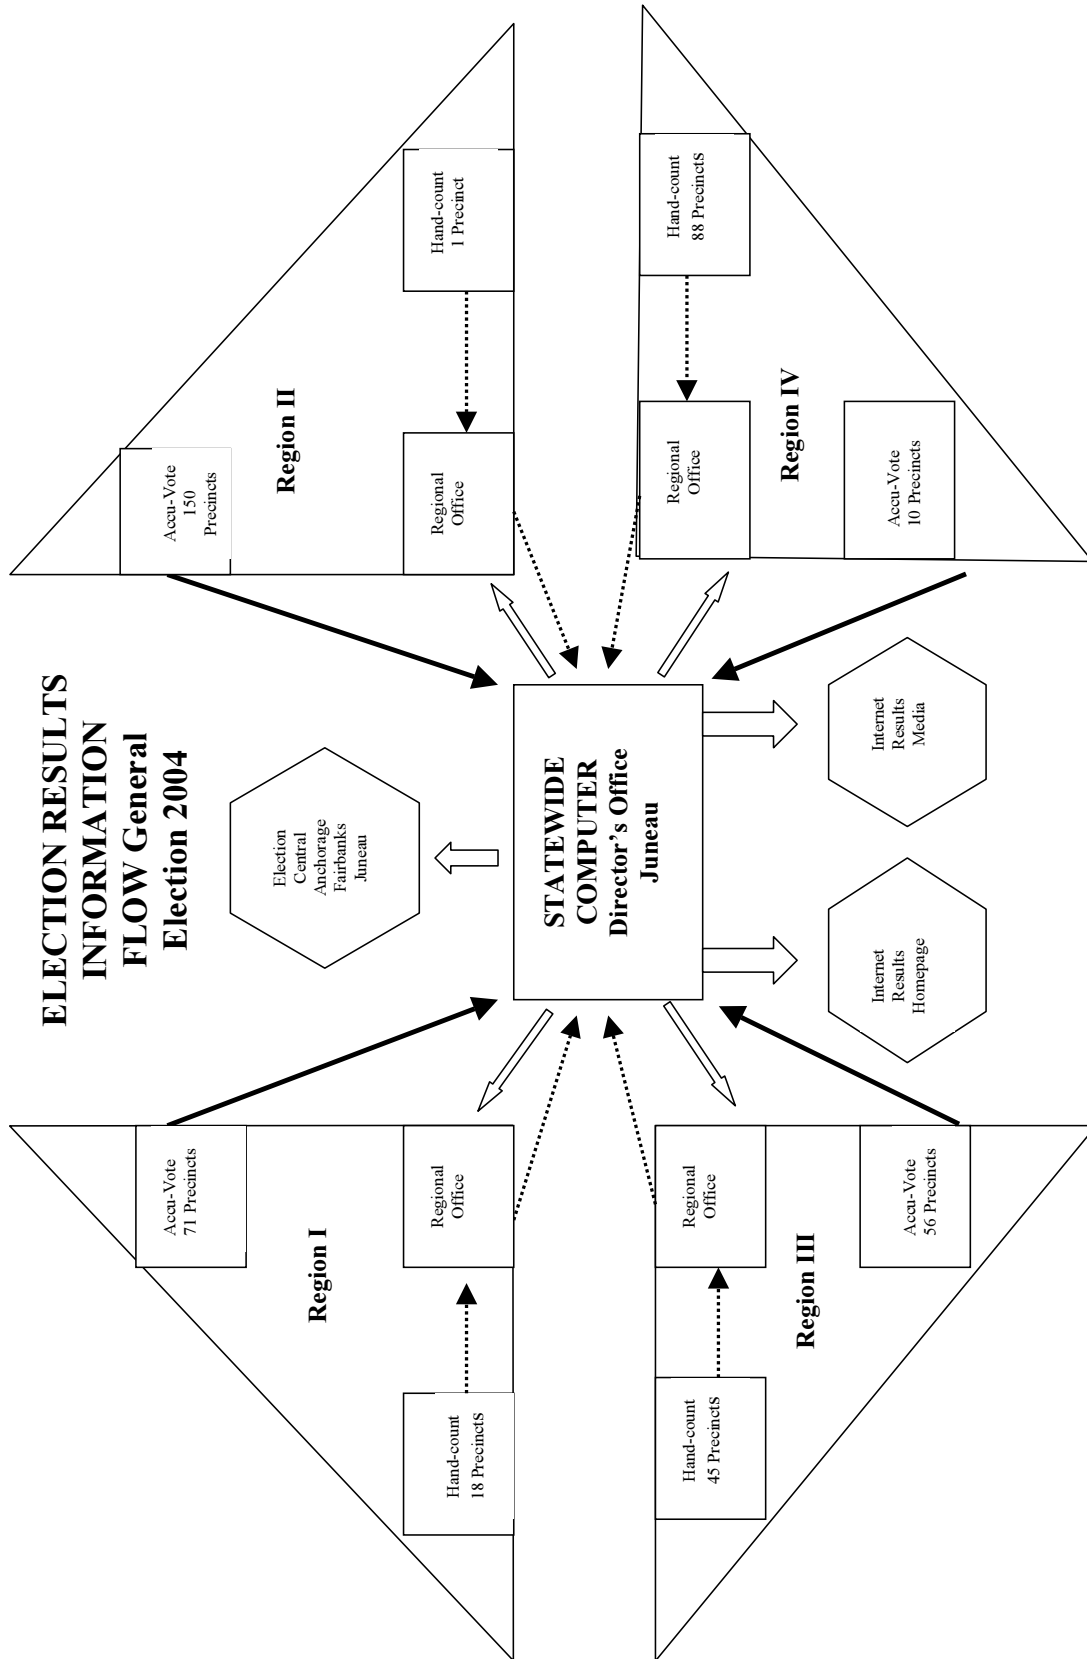 ELECTION RESULTS
INFORMATION
FLOW General
Election 2004
Accu-Vote
71 Precincts
Region I
Hand-count
18 Precincts
Regional
Office
Election
Central
Anchorage
Fairbanks
Juneau
Accu-Vote
150
Precincts
Region II
Regional
Office
Hand-count
1 Precinct
STATEWIDE
COMPUTER
Director's Office
Juneau
Hand-count
45 Precincts
Regional
Office
Region III
Accu-Vote
56 Precincts
Internet
Results
Homepage
Internet
Results
Media
Regional
Office
Hand-count
88 Precincts
Region IV
Accu-Vote
10 Precincts